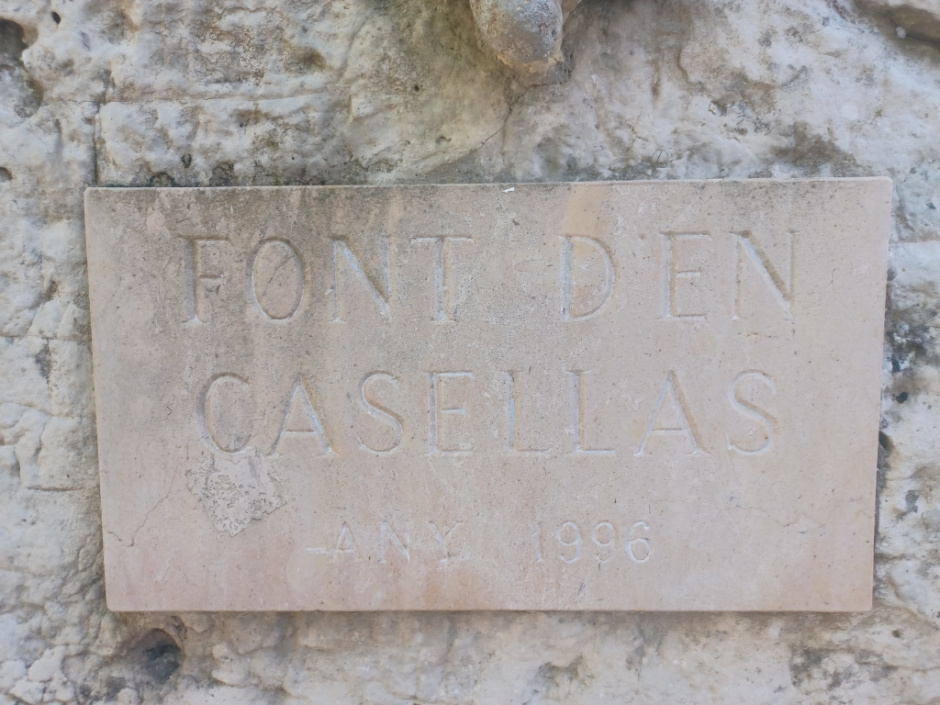 FONT D'EN
CASELLAS
ANY 1996